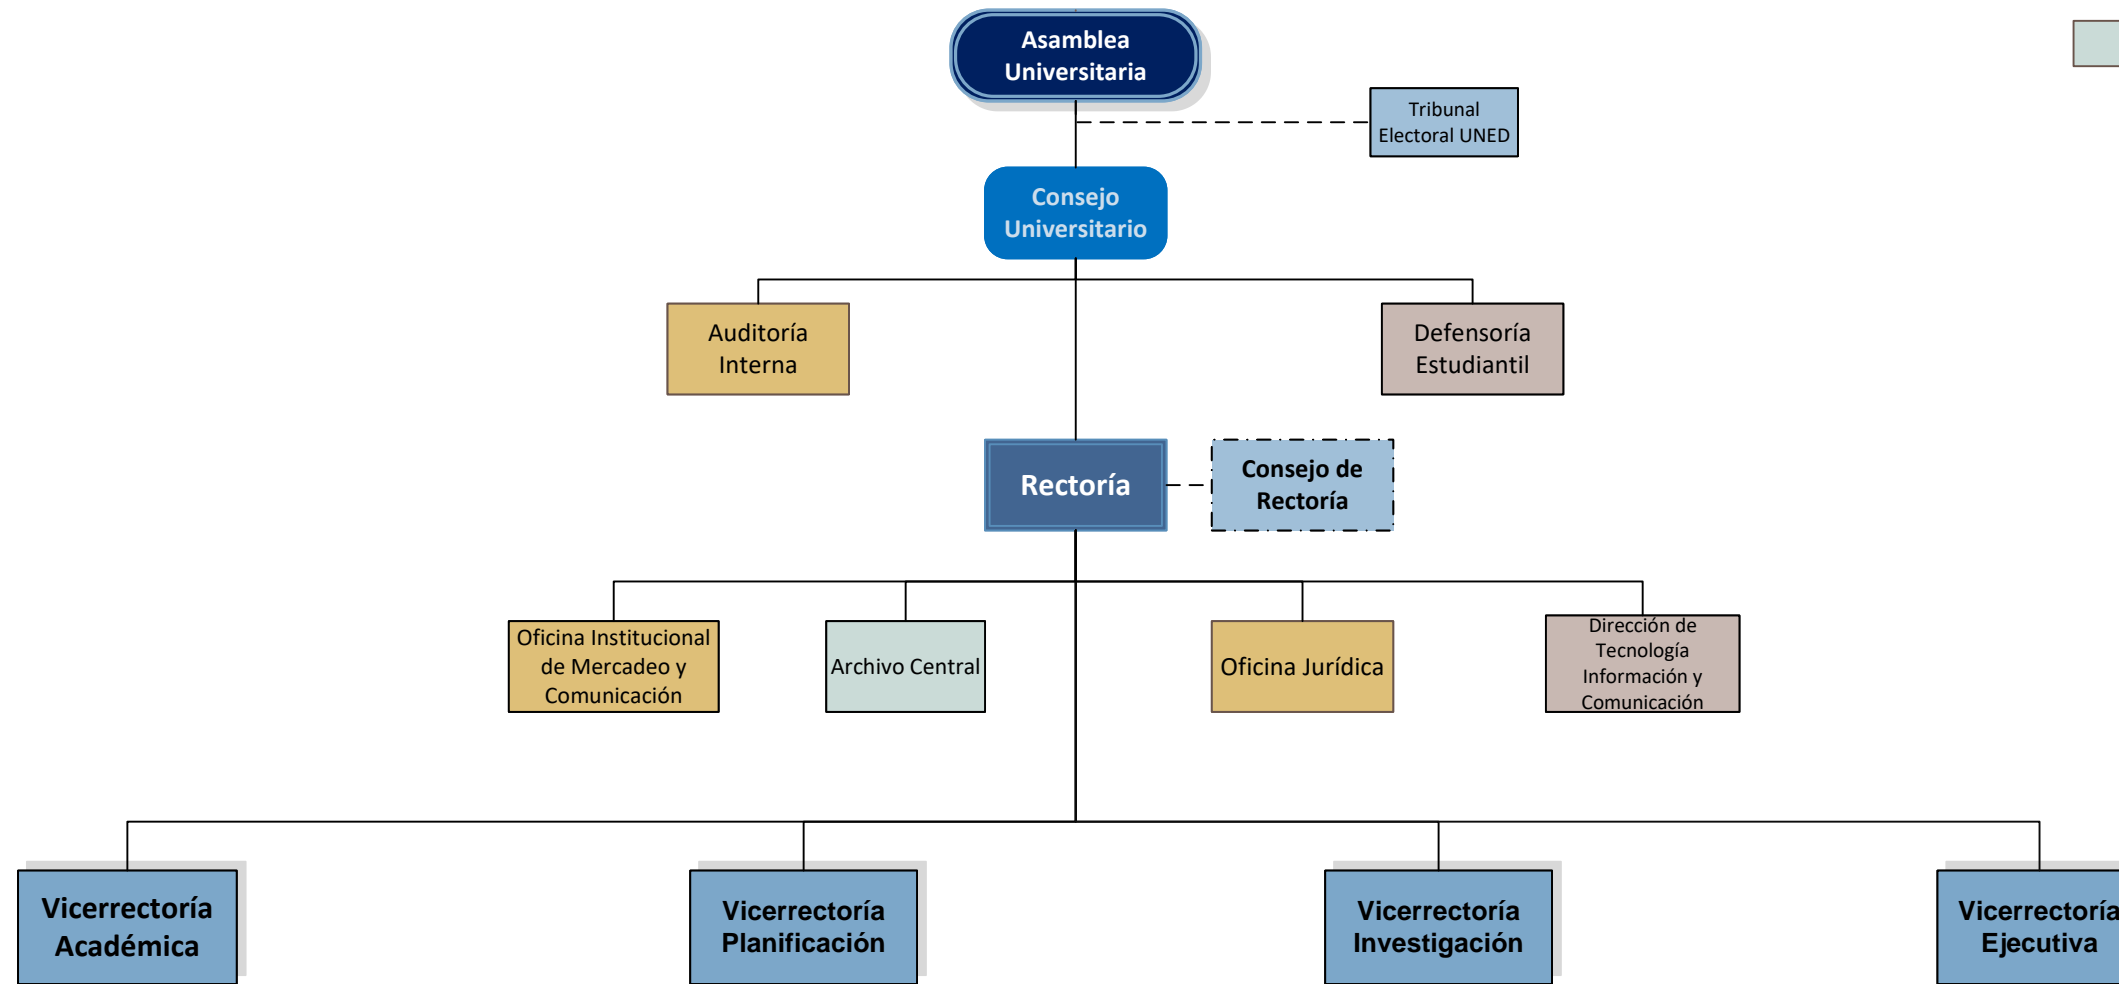 Asamblea
Universitaria
Tribunal
Electoral UNED
Consejo
Universitario
Auditoría
Interna
Defensoría
Estudiantil
Rectoría
Consejo de
Rectoría
Oficina Institucional
de Mercadeo y
Comunicación
Archivo Central
Oficina Jurídica
Dirección de
Tecnología
Información y
Comunicación
Vicerrectoría
Académica
Vicerrectoría
Planificación
Vicerrectoría
Investigación
Vicerrectoría
Ejecutiva